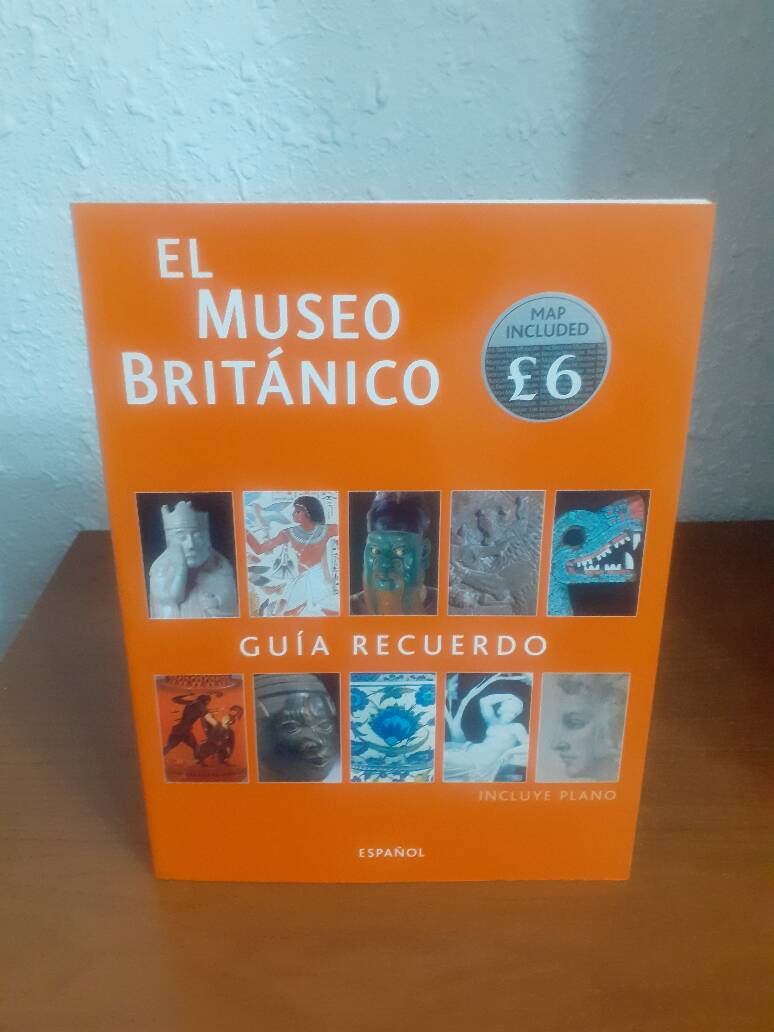 EL
MUSEO
BRITÁNICO
MAP
INCLUDED
£6
GUÍA RECUERDO
INCLUYE PLANO
ESPAÑOL